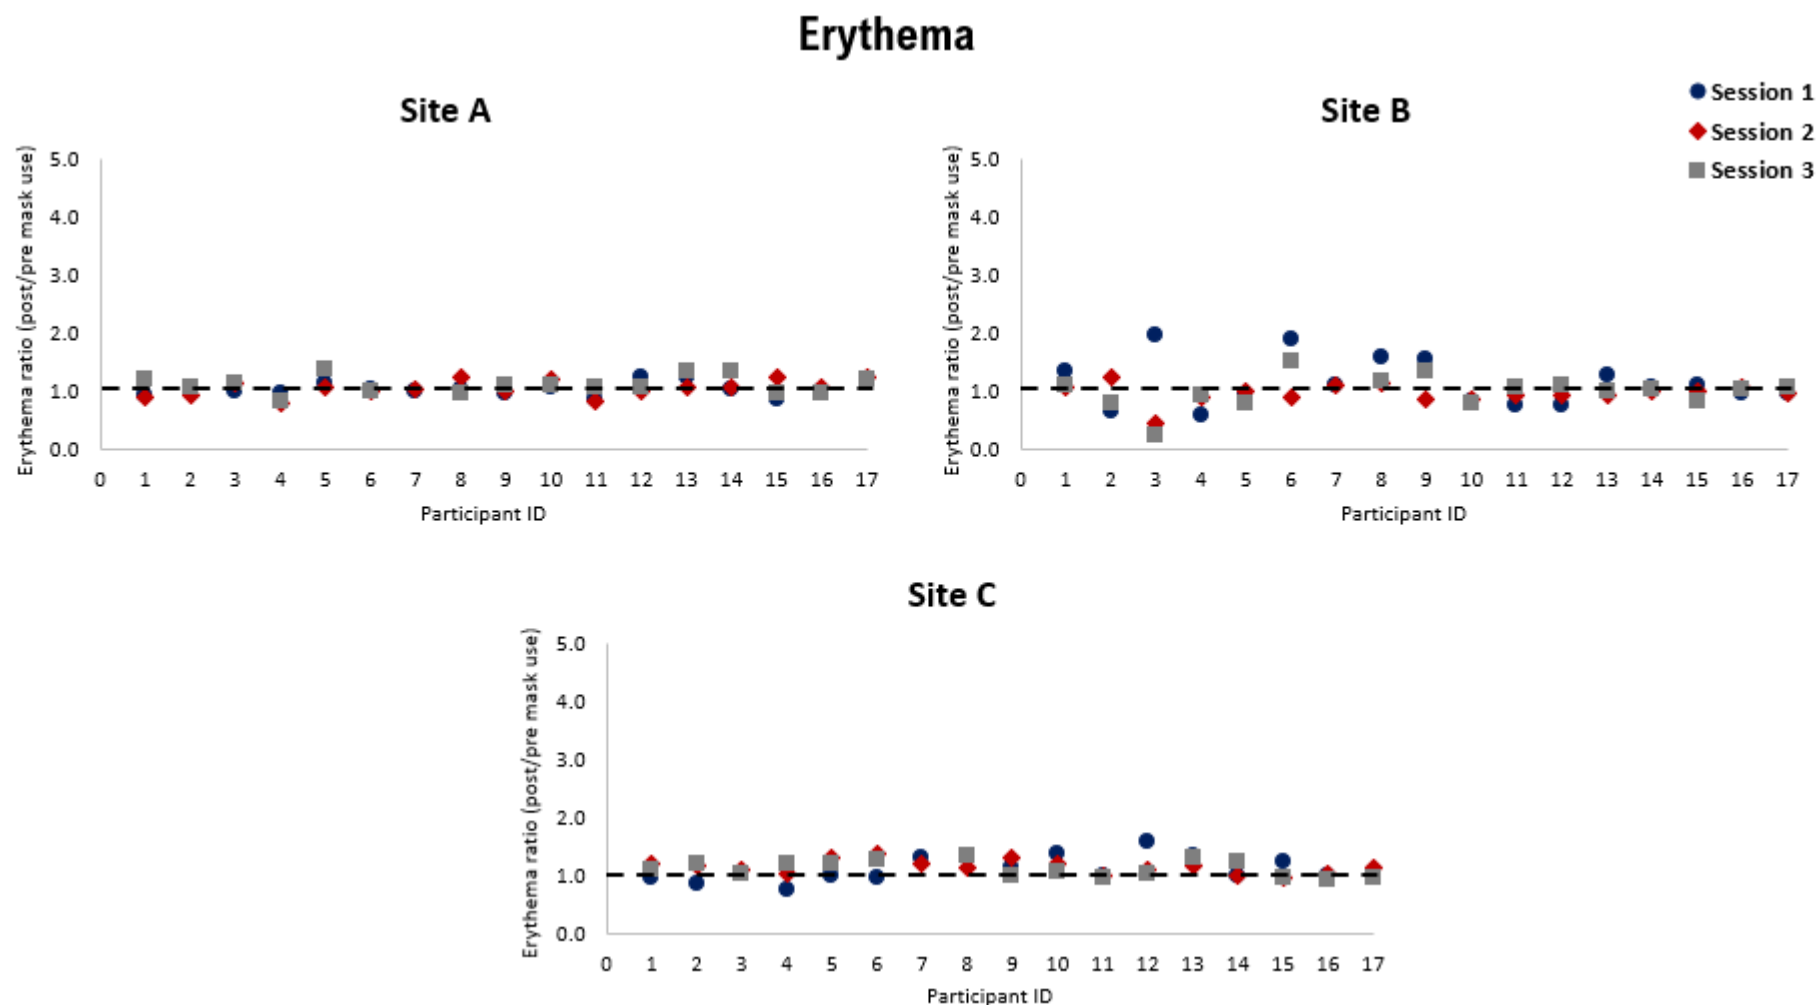 Erythema
Site A
Erythema ratio (post/pre mask use)
5.0
4.0
3.0
2.0
1.0
0.0
0 1 2 3 4 5 6 7 8 9 10 11 12 13 14 15 16 17
Participant ID
Site B
Erythema ratio (post/pre mask use)
5.0
4.0
3.0
2.0
1.0
0.0
0 1 2 3 4 5 6 7 8 9 10 11 12 13 14 15 16 17
Participant ID
Session 1
Session 2
Session 3
Site C
Erythema ratio (post/pre mask use)
5.0
4.0
3.0
2.0
1.0
0.0
0 1 2 3 4 5 6 7 8 9 10 11 12 13 14 15 16 17
Participant ID